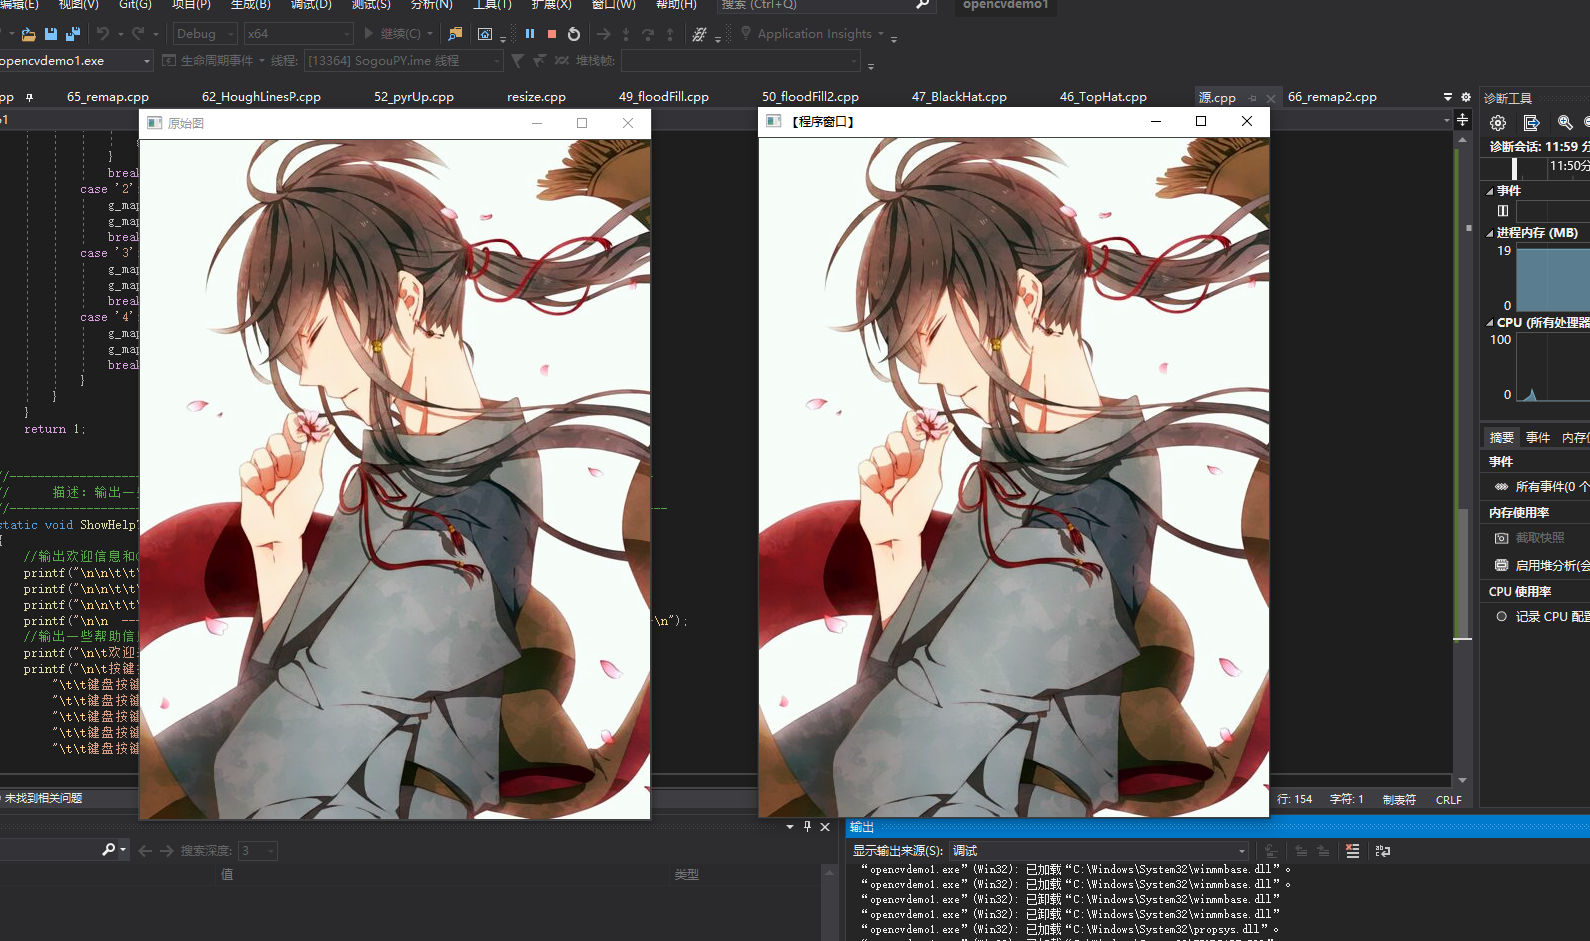 编辑(E) 视图(V) Git(G) 项目(P) 生成(B) 调试(D) 测试(S) 分析(N) 工具(T) 扩展(X) 窗口(W) 帮助(H) 搜索 (Ctrl+Q) opencvdemo1
Debug x64 继续(C) Application Insights
opencvdemo1.exe 生命周期事件 线程: [13364] SogouPY.ime 线程 堆栈帧:
65_remap.cpp 62_HoughLinesP.cpp 52_pyrUp.cpp resize.cpp 49_floodFill.cpp 50_floodFill2.cpp 47_BlackHat.cpp 46_TopHat.cpp 源.cpp 66_remap2.cpp
原始图
【程序窗口】
}
case '2'
case '3'
case '4'
}
}
}
return 1;
//
// 描述: 输出一
//
static void ShowHelp
//输出欢迎信息和
printf("\n\n\t\t\
printf("\n\n\t\t\
printf("\n\n\t\t\
printf("\n\n --
\n");
//输出一些帮助信
printf("\n\t欢迎
printf("\n\t按键
"\t\t键盘按键
"\t\t键盘按键
"\t\t键盘按键
"\t\t键盘按键
"\t\t键盘按键
未找到相关问题
行: 154 字符: 1 制表符 CRLF
搜索深度: 3
值 类型
输出
显示输出来源(S): 调试
“opencvdemo1.exe”(Win32): 已加载“C:\Windows\System32\winmmbase.dll”。
“opencvdemo1.exe”(Win32): 已加载“C:\Windows\System32\winmmbase.dll”。
“opencvdemo1.exe”(Win32): 已卸载“C:\Windows\System32\winmmbase.dll”
“opencvdemo1.exe”(Win32): 已卸载“C:\Windows\System32\winmmbase.dll”
“opencvdemo1.exe”(Win32): 已加载“C:\Windows\System32\propsys.dll”。
诊断工具
诊断会话: 11:59 分
11:50分
事件
进程内存 (MB)
19
0
CPU (所有处理器
100
0
摘要 事件 内存
事件
所有事件(0 个
内存使用率
截取快照
启用堆分析(会
CPU 使用率
记录 CPU 配置